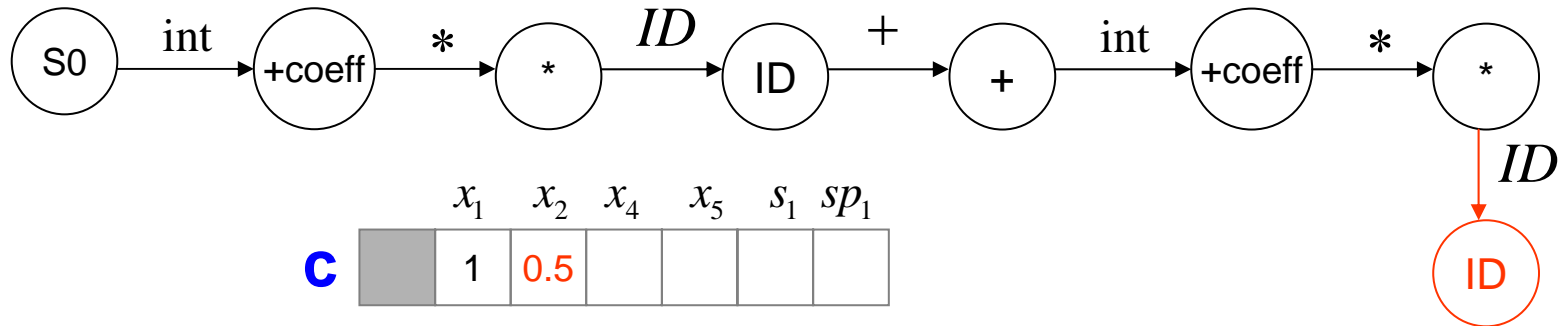 int * ID + int *
S0 +coeff * ID + +coeff *
ID
x₁ x₂ x₄ x₅ s₁ sp₁
c 1 0.5 ID